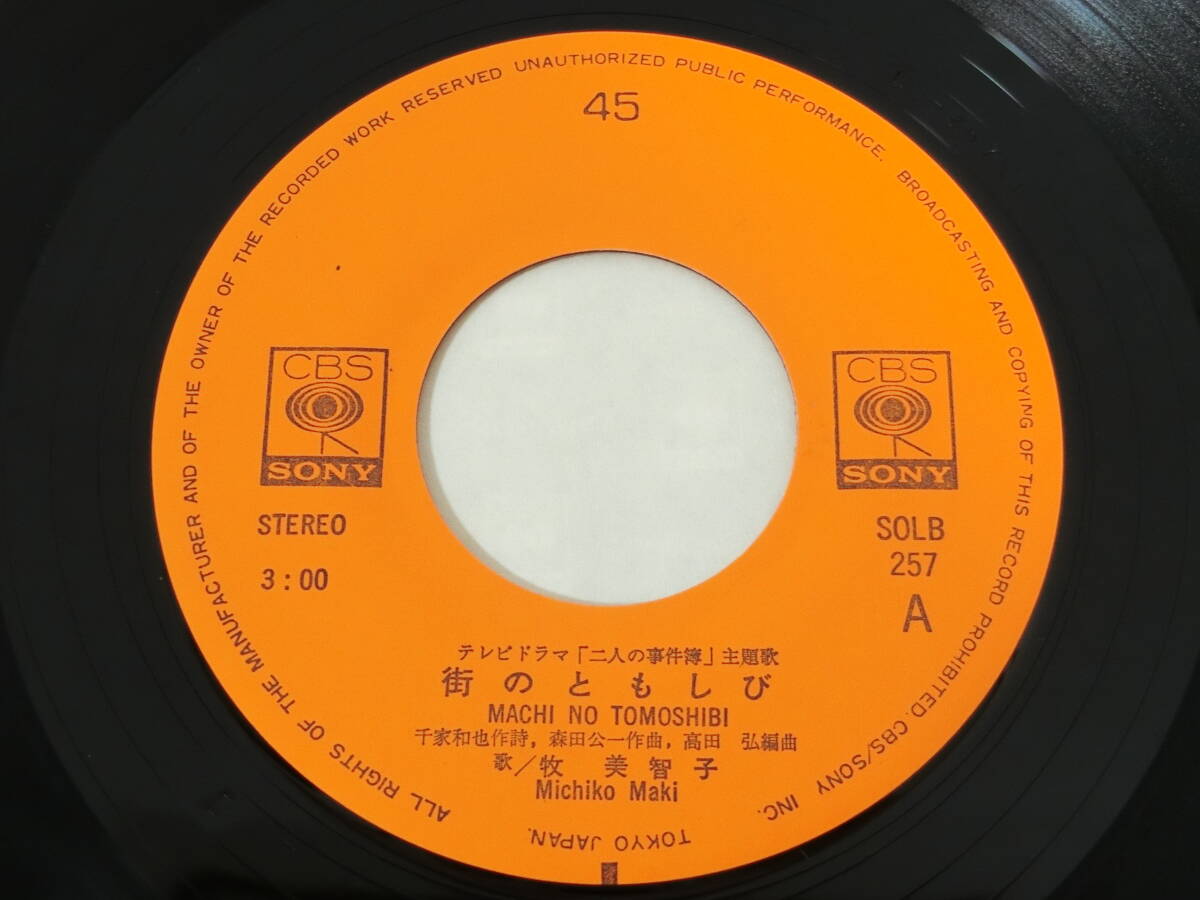 45
ALL RIGHTS OF THE MANUFACTURER AND OF THE OWNER OF THE RECORDED WORK RESERVED UNAUTHORIZED PUBLIC PERFORMANCE. BROADCASTING AND COPYING OF THIS RECORD PROHIBITED. CBS/SONY INC.
TOKYO JAPAN.
CBS
SONY
CBS
SONY
STEREO
3:00
SOLB
257
A
テレビドラマ「二人の事件簿」主題歌
街のともしび
MACHI NO TOMOSHIBI
千家和也作詩,森田公一作曲,高田 弘編曲
歌/牧 美智子
Michiko Maki